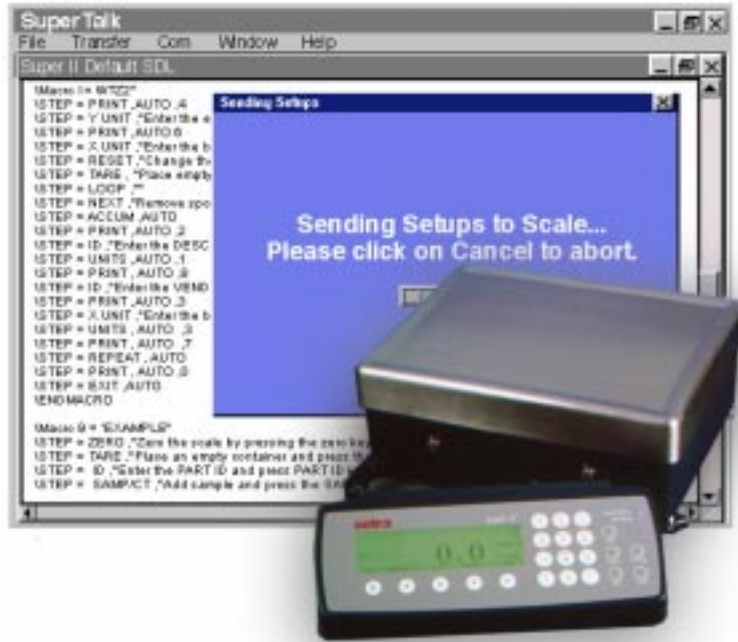 SuperTalk
File Transfer Com Window Help
Super II Default SDL
\Macro I = WTZ2"
\STEP = PRINT ,AUTO ,4
\STEP = Y UNIT ,"Enter the
\STEP = PRINT ,AUTO 6
\STEP = X UNIT ,"Enter the b
\STEP = RESET ,"Change the
\STEP = TARE , "Place empty
\STEP = LOOP ,""
\STEP = NEXT ,"Remove spo
\STEP = ACCUM ,AUTO
\STEP = PRINT ,AUTO ,2
\STEP = ID ,"Enter the DESC
\STEP = UNITS ,AUTO ,1
\STEP = PRINT ,AUTO ,8
\STEP = ID ,"Enter the VEND
\STEP = PRINT ,AUTO ,3
\STEP = X UNIT ,"Enter the b
\STEP = UNITS , AUTO ,3
\STEP = PRINT , AUTO ,7
\STEP = REPEAT , AUTO
\STEP = PRINT , AUTO ,9
\STEP = EXIT ,AUTO
\ENDMACRO
\Macro 9 = "EXAMPLE"
\STEP = ZERO ,"Zero the scale by pressing the zero key
\STEP = TARE ,"Place an empty container and press th
\STEP = ID ,"Enter the PART ID and press PART ID
\STEP = SAMP/CT ,"Add sample and press the SA
Sending Setups
Sending Setups to Scale...
Please click on Cancel to abort.
setra
0.0